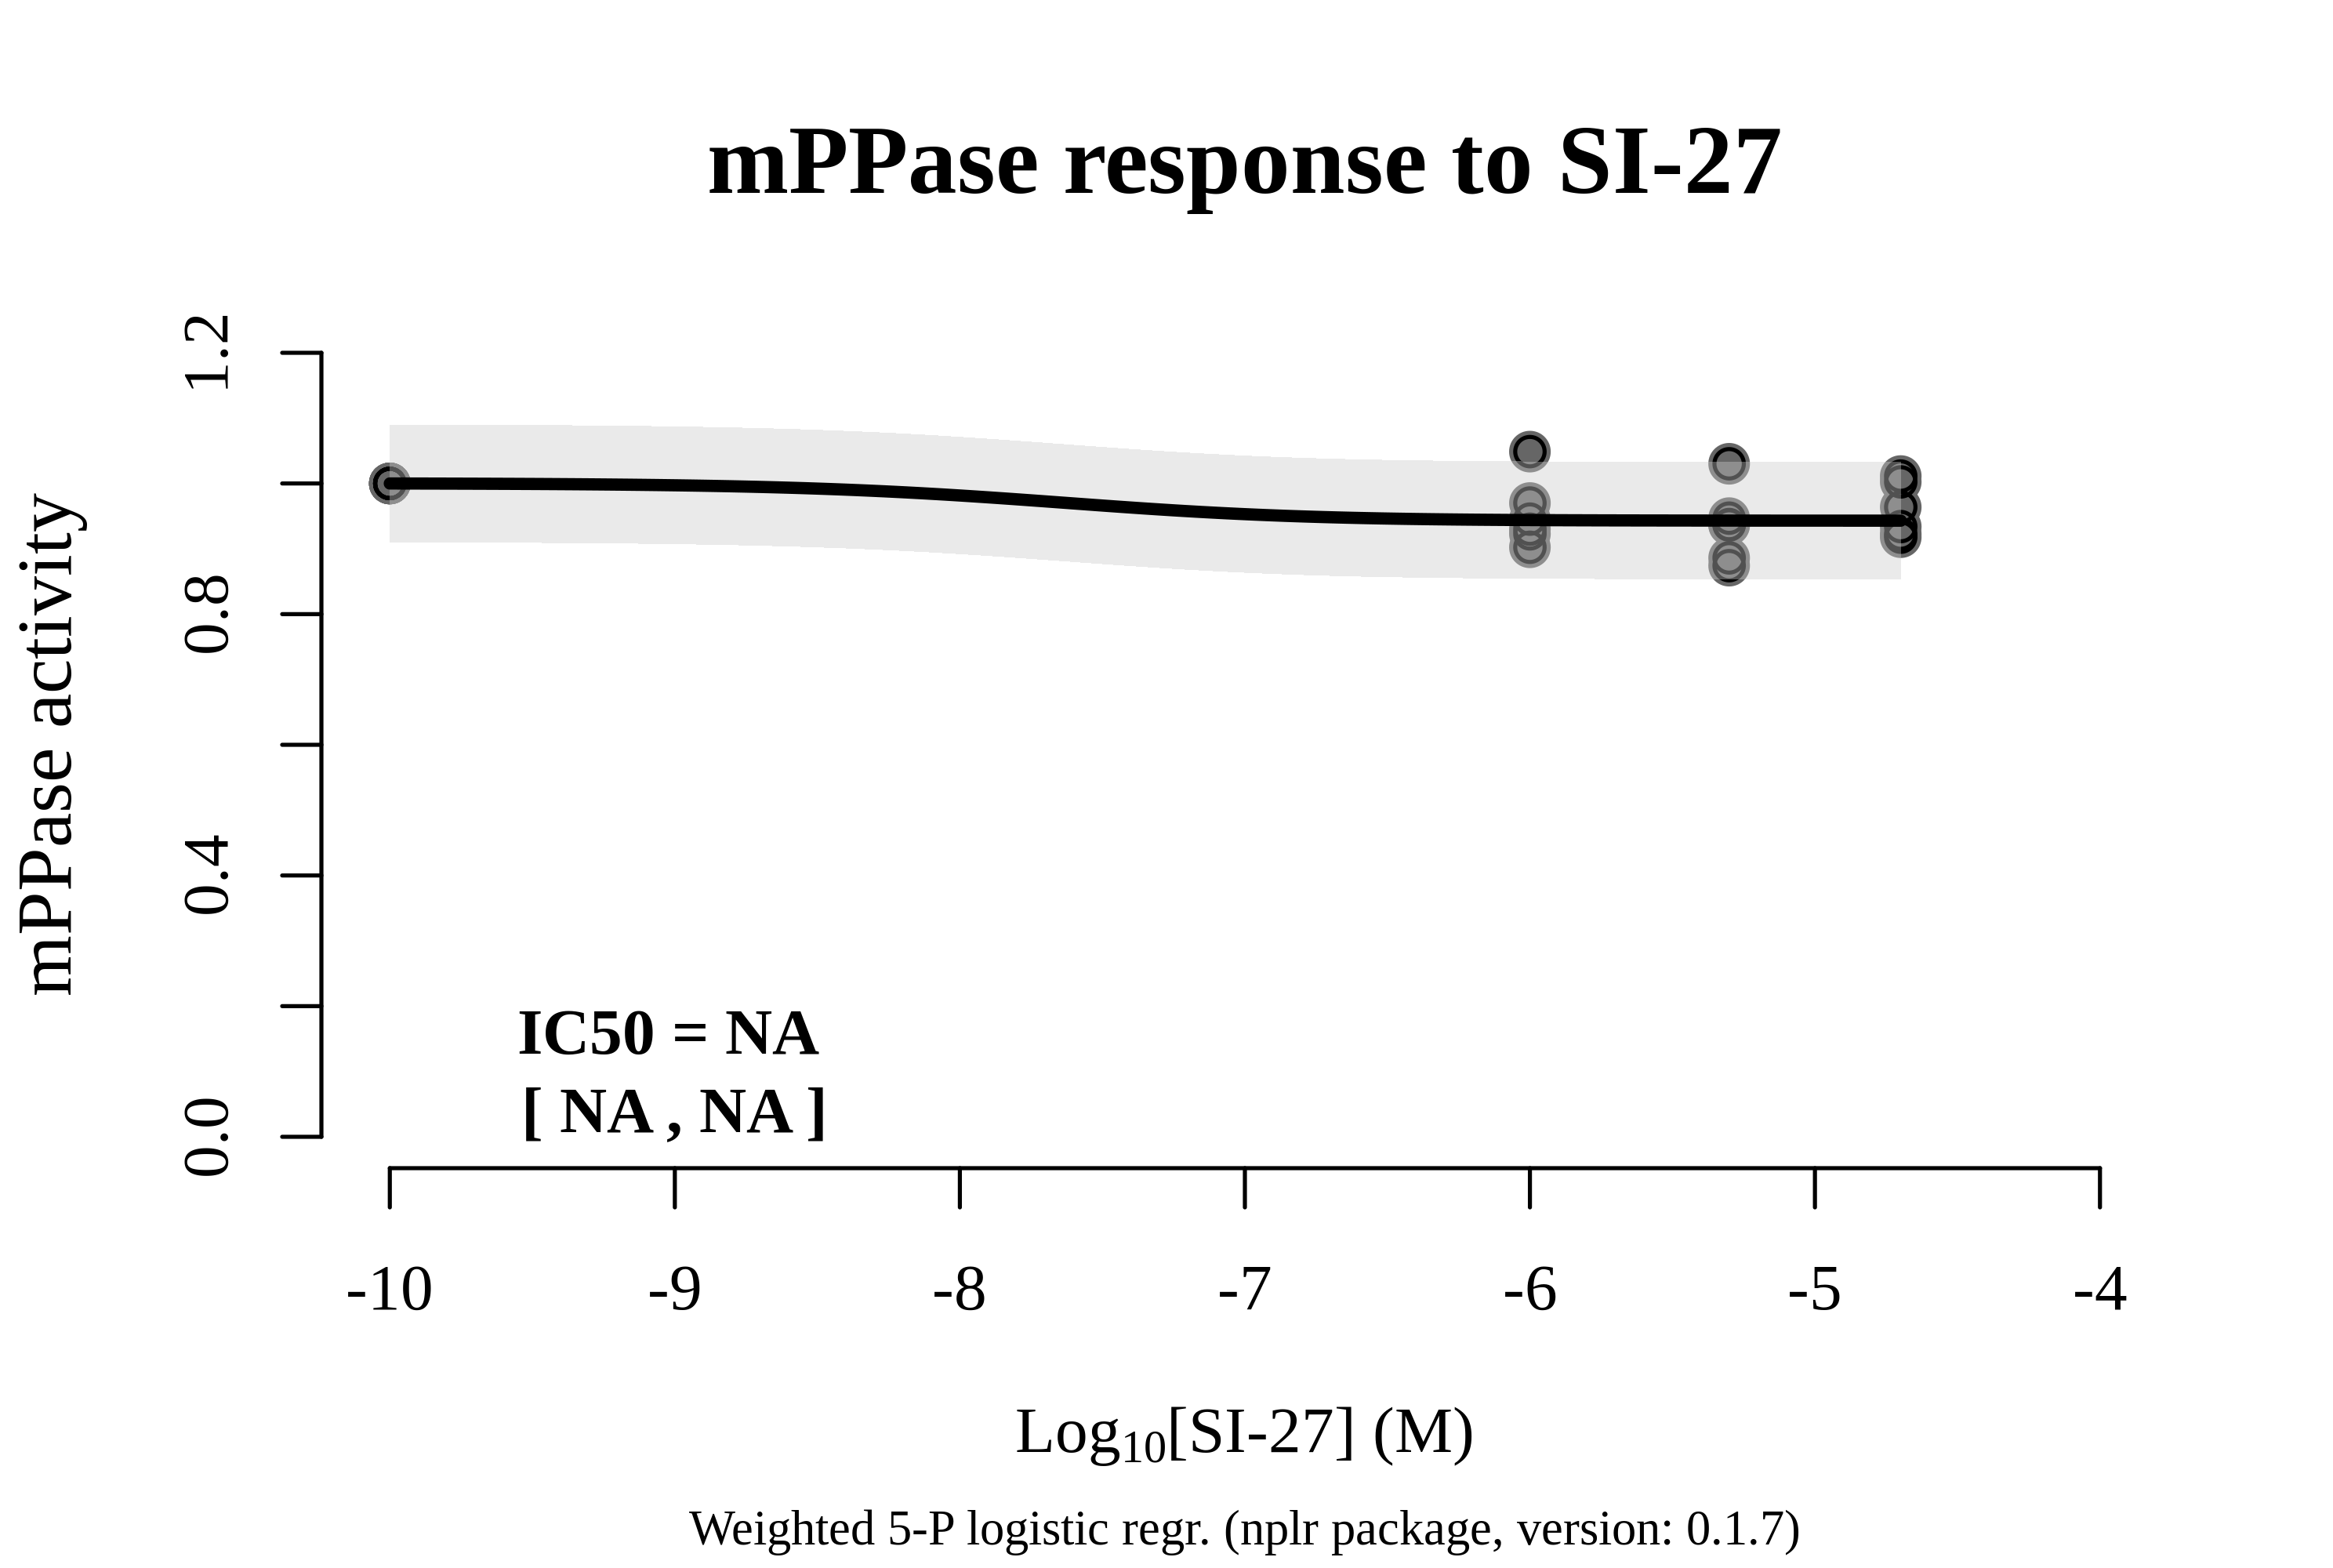 mPPase response to SI-27
mPPase activity
1.2
0.8
0.4
0.0
IC50 = NA
[ NA , NA ]
-10 -9 -8 -7 -6 -5 -4
Log10[SI-27] (M)
Weighted 5-P logistic regr. (nplr package, version: 0.1.7)